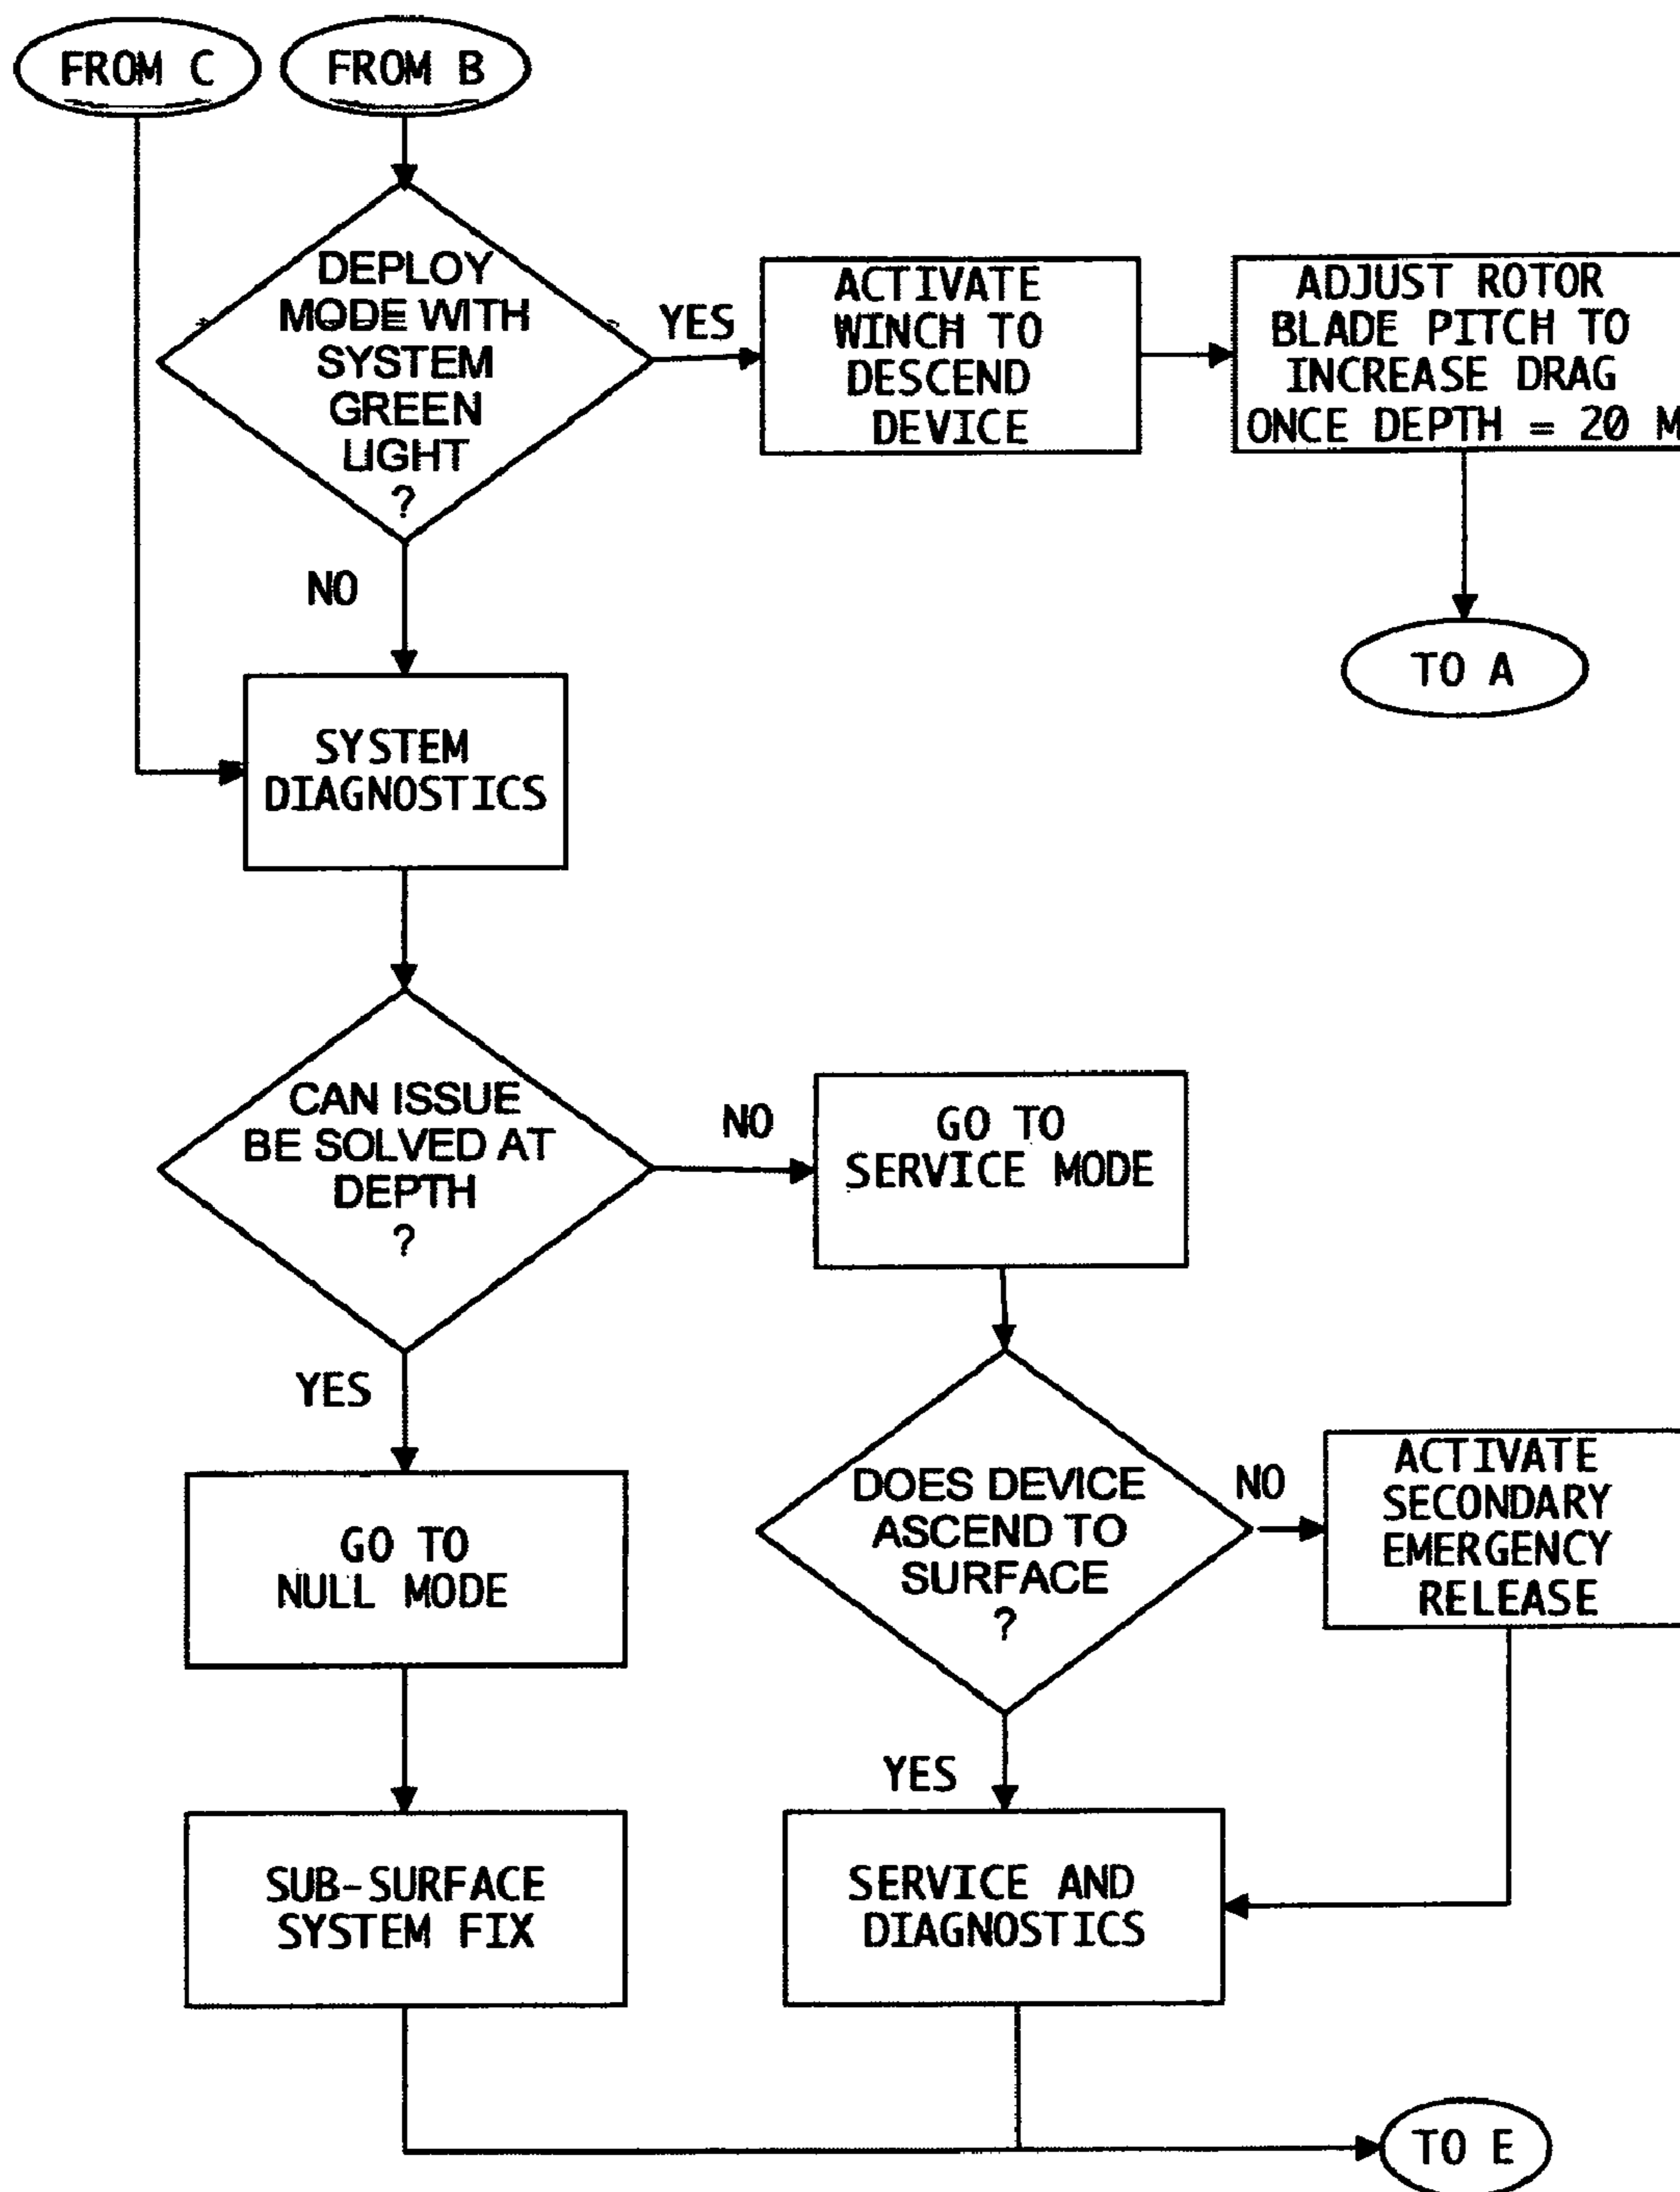 FROM C
FROM B
DEPLOY
MODE WITH
SYSTEM
GREEN
LIGHT
?
YES
ACTIVATE
WINCH TO
DESCEND
DEVICE
ADJUST ROTOR
BLADE PITCH TO
INCREASE DRAG
ONCE DEPTH = 20 M
TO A
NO
SYSTEM
DIAGNOSTICS
CAN ISSUE
BE SOLVED AT
DEPTH
?
NO
GO TO
SERVICE MODE
YES
GO TO
NULL MODE
DOES DEVICE
ASCEND TO
SURFACE
?
NO
ACTIVATE
SECONDARY
EMERGENCY
RELEASE
YES
SUB-SURFACE
SYSTEM FIX
SERVICE AND
DIAGNOSTICS
TO E